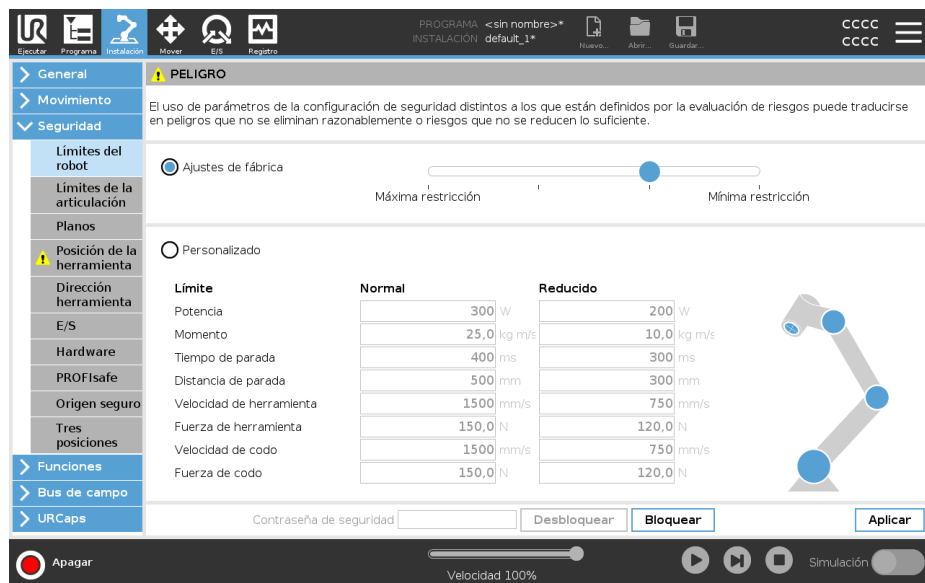 PROGRAMA <sin nombre>*
INSTALACIÓN default_1*
cccc
cccc
Ejecutar Programa Instalación Mover E/S Registro Nuevo... Abrir... Guardar...
General
Movimiento
Seguridad
Límites del
robot
Límites de la
articulación
Planos
Posición de la
herramienta
Dirección
herramienta
E/S
Hardware
PROFIsafe
Origen seguro
Tres
posiciones
Funciones
Bus de campo
URCaps
PELIGRO
El uso de parámetros de la configuración de seguridad distintos a los que están definidos por la evaluación de riesgos puede traducirse
en peligros que no se eliminan razonablemente o riesgos que no se reducen lo suficiente.
Ajustes de fábrica
Máxima restricción Mínima restricción
Personalizado
Límite Normal Reducido
Potencia 300 W 200 W
Momento 25,0 kg m/s 10,0 kg m/s
Tiempo de parada 400 ms 300 ms
Distancia de parada 500 mm 300 mm
Velocidad de herramienta 1500 mm/s 750 mm/s
Fuerza de herramienta 150,0 N 120,0 N
Velocidad de codo 1500 mm/s 750 mm/s
Fuerza de codo 150,0 N 120,0 N
Contraseña de seguridad Desbloquear Bloquear Aplicar
Apagar
Velocidad 100%
Simulación